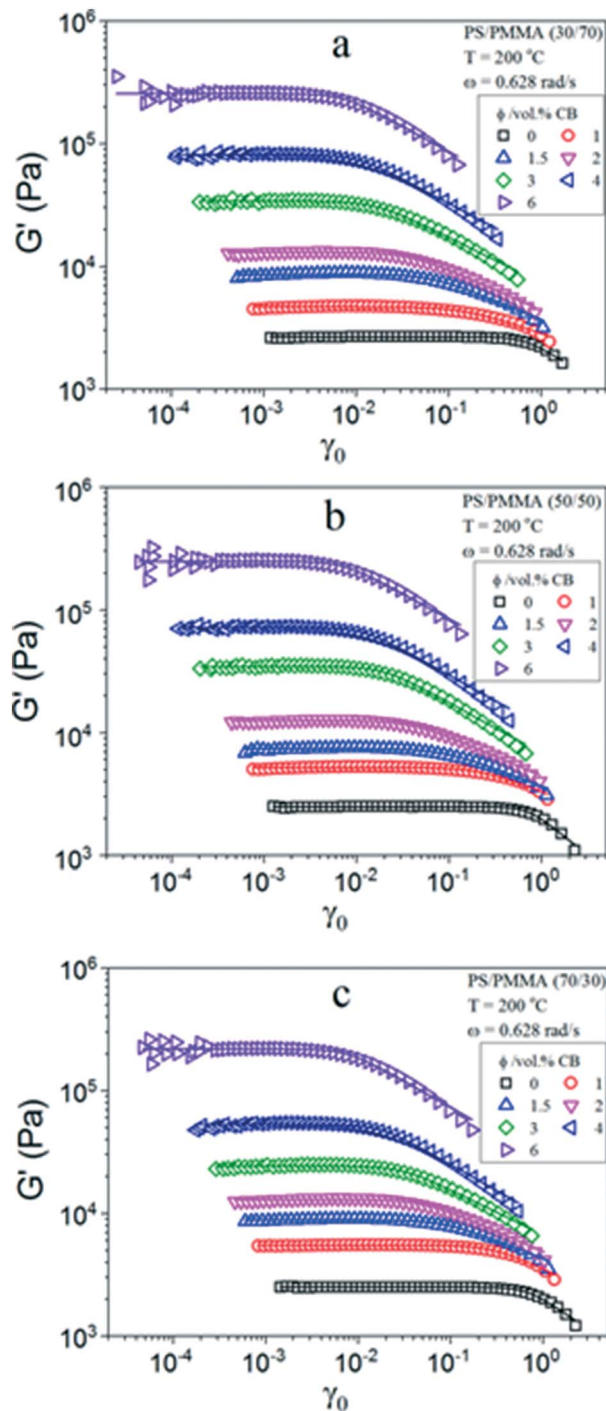 a
PS/PMMA (30/70)
T = 200 °C
ω = 0.628 rad/s
ϕ /vol.% CB
0 1
1.5 2
3 4
6
G' (Pa)
10⁶
10⁵
10⁴
10³
10⁻⁴ 10⁻³ 10⁻² 10⁻¹ 10⁰
γ₀
b
PS/PMMA (50/50)
T = 200 °C
ω = 0.628 rad/s
ϕ /vol.% CB
0 1
1.5 2
3 4
6
G' (Pa)
10⁶
10⁵
10⁴
10³
10⁻⁴ 10⁻³ 10⁻² 10⁻¹ 10⁰
γ₀
c
PS/PMMA (70/30)
T = 200 °C
ω = 0.628 rad/s
ϕ /vol.% CB
0 1
1.5 2
3 4
6
G' (Pa)
10⁶
10⁵
10⁴
10³
10⁻⁴ 10⁻³ 10⁻² 10⁻¹ 10⁰
γ₀